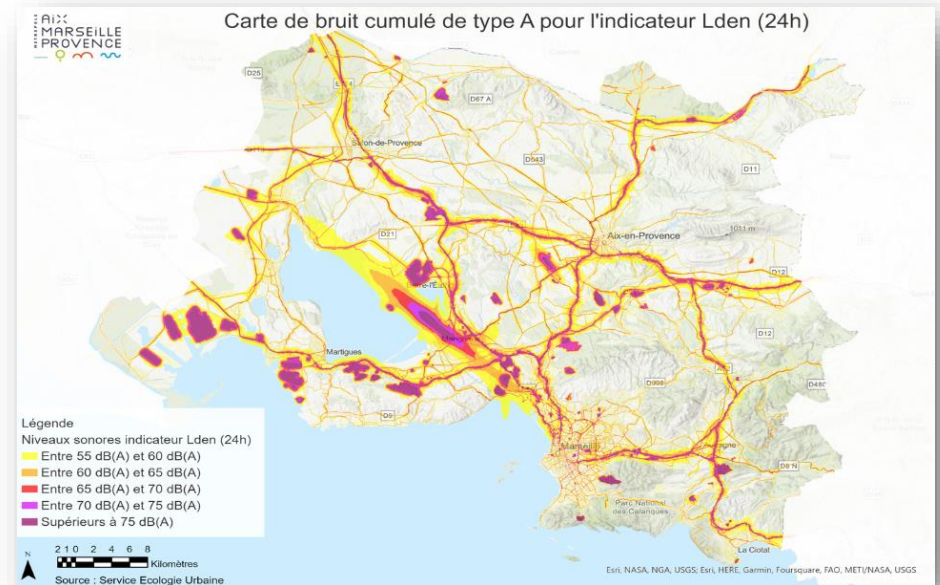 MÉTROPOLE
AIX
MARSEILLE
PROVENCE
Carte de bruit cumulé de type A pour l'indicateur Lden (24h)
D25
D67 A
Salon-de-Provence
D543
D11
D21
Aix-en-Provence
1011 m
D12
Martigues
D12
D9
Marseille
Parc National
des Calanques
D8 N
La Ciotat
Légende
Niveaux sonores indicateur Lden (24h)
Entre 55 dB(A) et 60 dB(A)
Entre 60 dB(A) et 65 dB(A)
Entre 65 dB(A) et 70 dB(A)
Entre 70 dB(A) et 75 dB(A)
Supérieurs à 75 dB(A)
N
2 1 0 2 4 6 8
Kilomètres
Source : Service Ecologie Urbaine
Esri, NASA, NGA, USGS; Esri, HERE, Garmin, Foursquare, FAO, METI/NASA, USGS